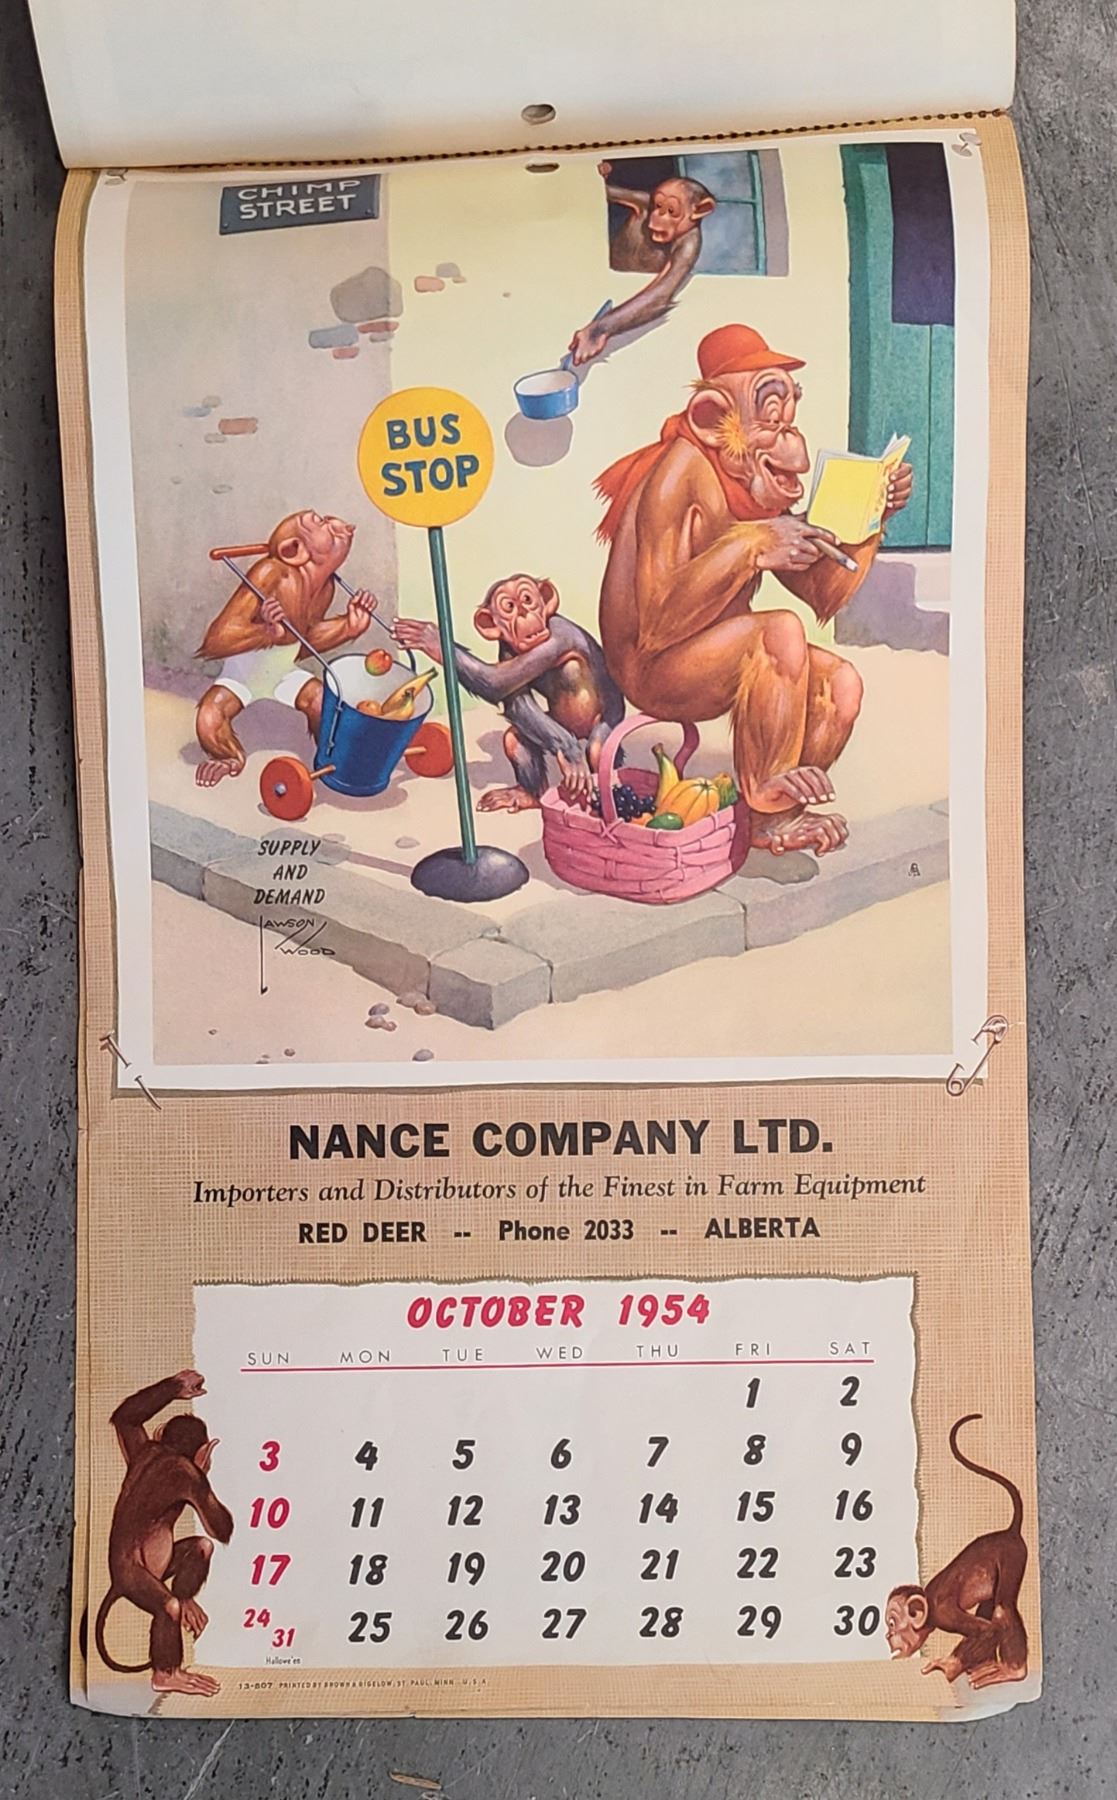 CHIMP
STREET
BUS
STOP
SUPPLY
AND
DEMAND
LAWSON
WOOD
NANCE COMPANY LTD.
Importers and Distributors of the Finest in Farm Equipment
RED DEER -- Phone 2033 -- ALBERTA
OCTOBER 1954
SUN MON TUE WED THU FRI SAT
1 2
3 4 5 6 7 8 9
10 11 12 13 14 15 16
17 18 19 20 21 22 23
24 31 25 26 27 28 29 30
Hallowe'en
13-607 PRINTED BY BROWN & BIGELOW, ST. PAUL, MINN. U.S.A.